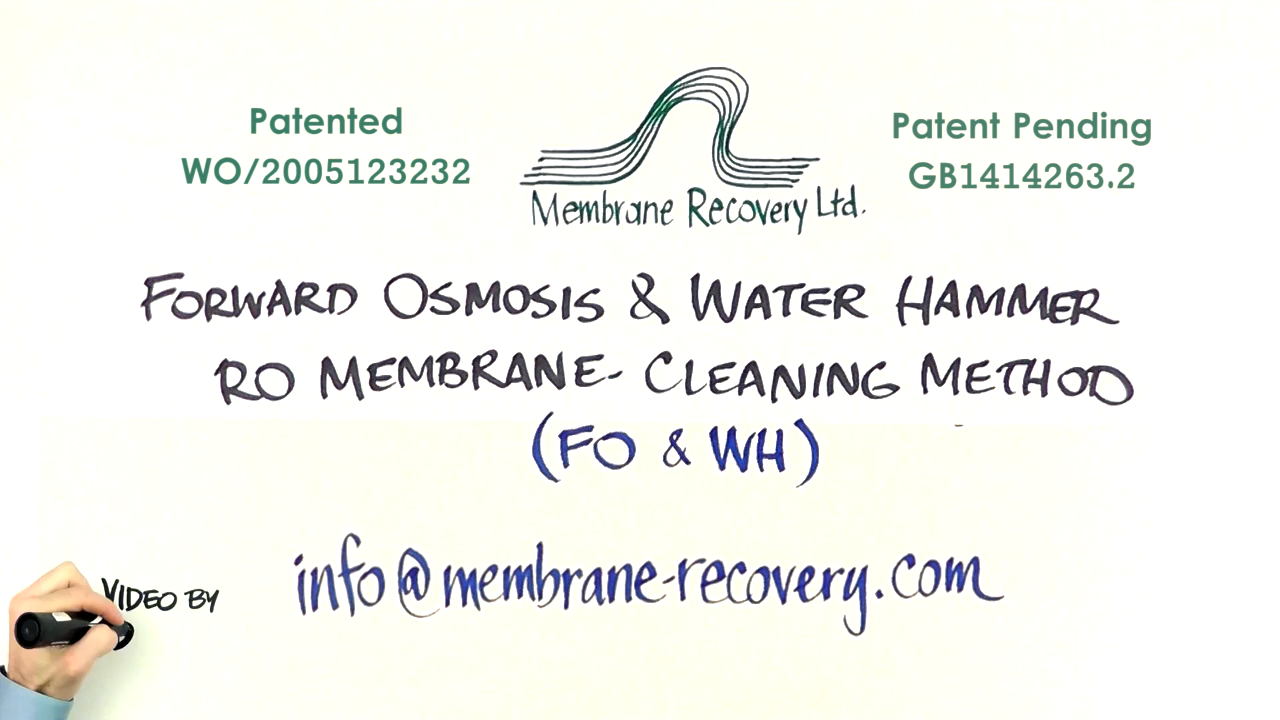 Patented
WO/2005123232
Membrane Recovery Ltd.
Patent Pending
GB1414263.2
FORWARD OSMOSIS & WATER HAMMER
RO MEMBRANE- CLEANING METHOD
(FO & WH)
info@membrane-recovery.com
VIDEO BY